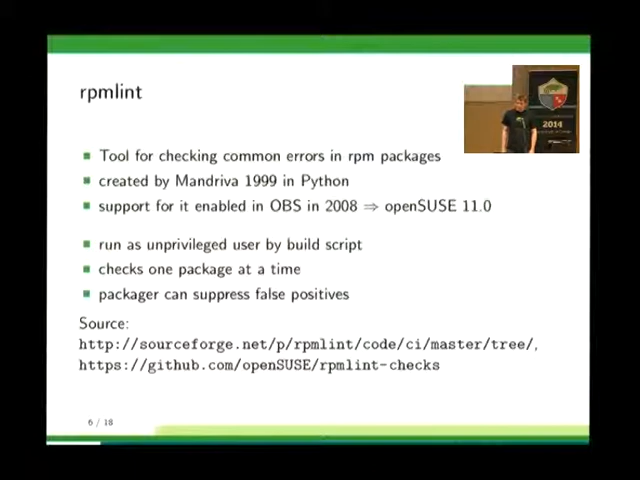 rpmlint
2014
Tool for checking common errors in rpm packages
created by Mandriva 1999 in Python
support for it enabled in OBS in 2008 ⇒ openSUSE 11.0
run as unprivileged user by build script
checks one package at a time
packager can suppress false positives
Source:
http://sourceforge.net/p/rpmlint/code/ci/master/tree/,
https://github.com/openSUSE/rpmlint-checks
6 / 18